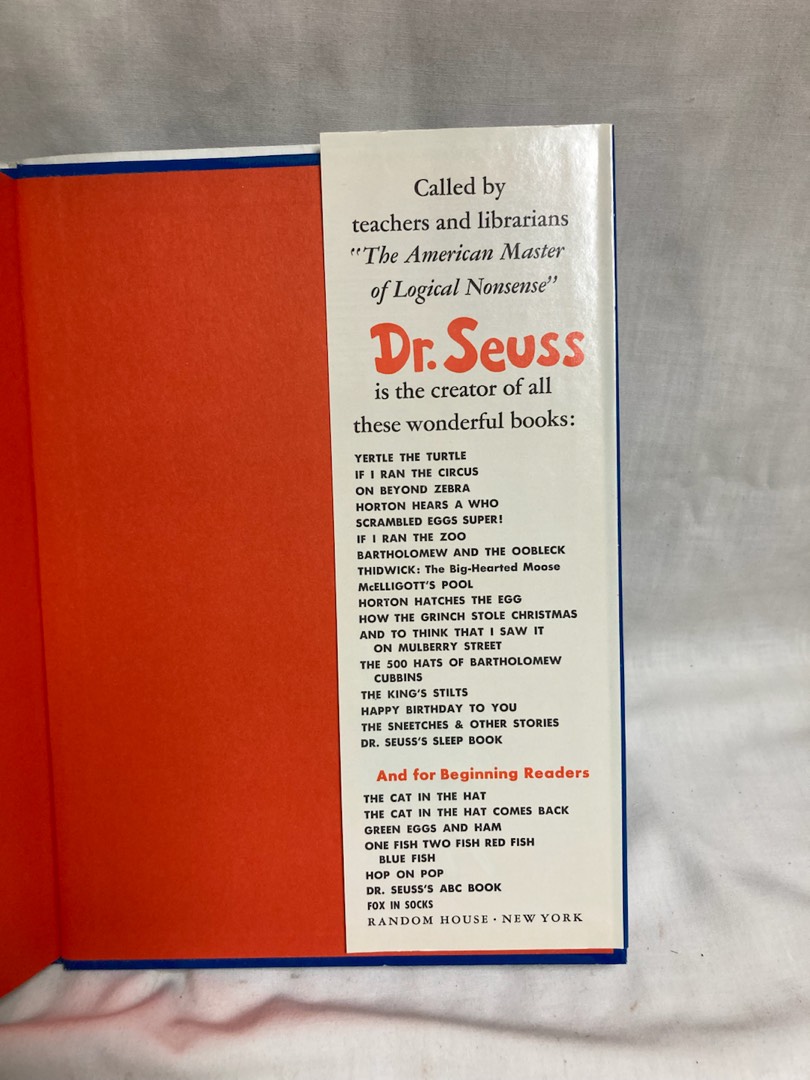 Called by
teachers and librarians
"The American Master
of Logical Nonsense"
Dr. Seuss
is the creator of all
these wonderful books:
YERTLE THE TURTLE
IF I RAN THE CIRCUS
ON BEYOND ZEBRA
HORTON HEARS A WHO
SCRAMBLED EGGS SUPER!
IF I RAN THE ZOO
BARTHOLOMEW AND THE OOBLECK
THIDWICK: The Big-Hearted Moose
McELLIGOTT'S POOL
HORTON HATCHES THE EGG
HOW THE GRINCH STOLE CHRISTMAS
AND TO THINK THAT I SAW IT
ON MULBERRY STREET
THE 500 HATS OF BARTHOLOMEW
CUBBINS
THE KING'S STILTS
HAPPY BIRTHDAY TO YOU
THE SNEETCHES & OTHER STORIES
DR. SEUSS'S SLEEP BOOK
And for Beginning Readers
THE CAT IN THE HAT
THE CAT IN THE HAT COMES BACK
GREEN EGGS AND HAM
ONE FISH TWO FISH RED FISH
BLUE FISH
HOP ON POP
DR. SEUSS'S ABC BOOK
FOX IN SOCKS
RANDOM HOUSE · NEW YORK